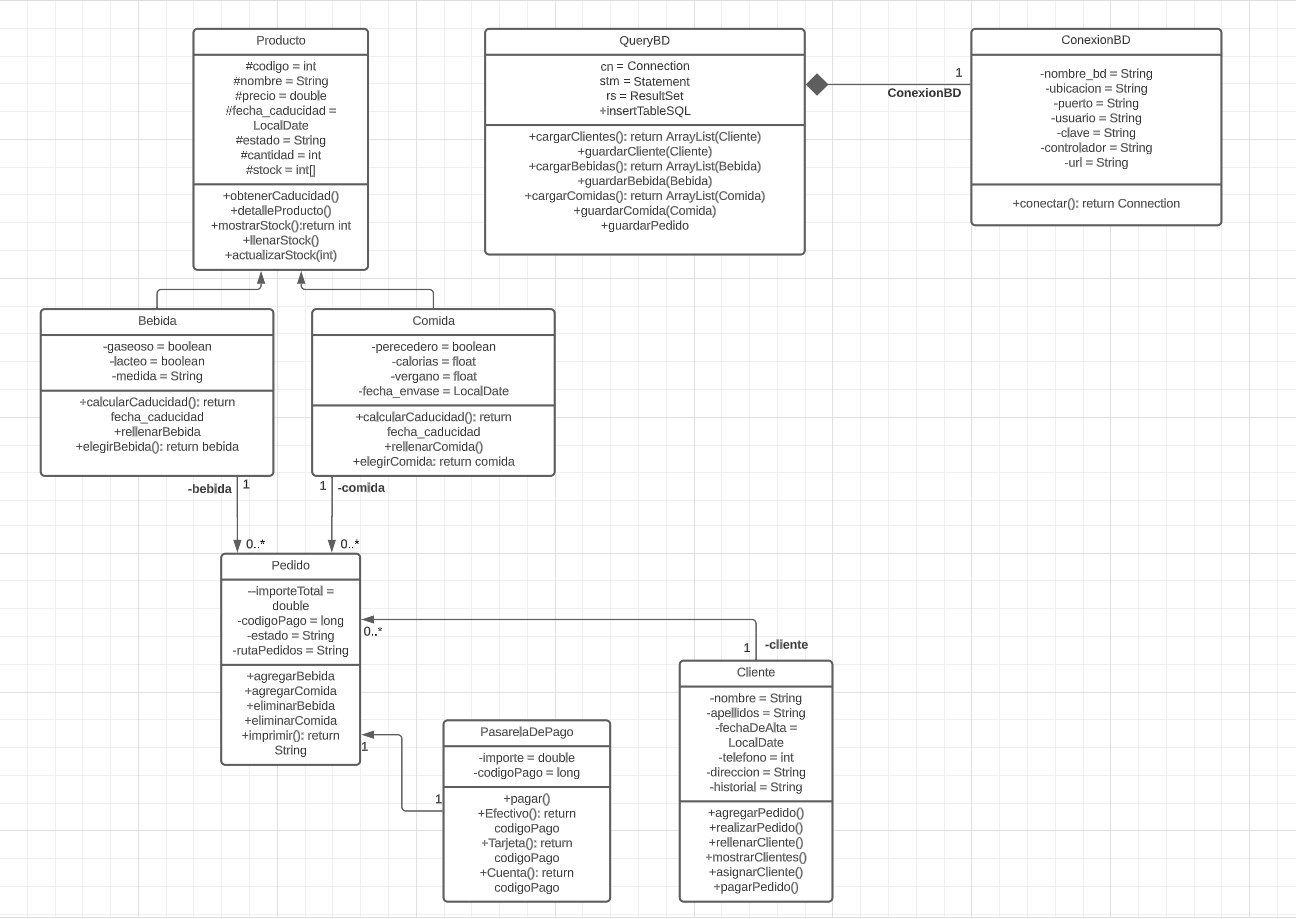 Producto
#codigo = int
#nombre = String
#precio = double
#fecha_caducidad =
LocalDate
#estado = String
#cantidad = int
#stock = int[]
+obtenerCaducidad()
+detalleProducto()
+mostrarStock():return int
+llenarStock()
+actualizarStock(int)
QueryBD
cn = Connection
stm = Statement
rs = ResultSet
+insertTableSQL
+cargarClientes(): return ArrayList(Cliente)
+guardarCliente(Cliente)
+cargarBebidas(): return ArrayList(Bebida)
+guardarBebida(Bebida)
+cargarComidas(): return ArrayList(Comida)
+guardarComida(Comida)
+guardarPedido
1
ConexionBD
ConexionBD
-nombre_bd = String
-ubicacion = String
-puerto = String
-usuario = String
-clave = String
-controlador = String
-url = String
+conectar(): return Connection
Bebida
-gaseoso = boolean
-lacteo = boolean
-medida = String
+calcularCaducidad(): return
fecha_caducidad
+rellenarBebida
+elegirBebida(): return bebida
Comida
-perecedero = boolean
-calorias = float
-vergano = float
-fecha_envase = LocalDate
+calcularCaducidad(): return
fecha_caducidad
+rellenarComida()
+elegirComida: return comida
-bebida 1
1 -comida
0..*
0..*
Pedido
--importeTotal =
double
-codigoPago = long
-estado = String
-rutaPedidos = String
+agregarBebida
+agregarComida
+eliminarBebida
+eliminarComida
+imprimir(): return
String
0..*
1 -cliente
1
1
PasarelaDePago
-importe = double
-codigoPago = long
+pagar()
+Efectivo(): return
codigoPago
+Tarjeta(): return
codigoPago
+Cuenta(): return
codigoPago
Cliente
-nombre = String
-apellidos = String
-fechaDeAlta =
LocalDate
-telefono = int
-direccion = String
-historial = String
+agregarPedido()
+realizarPedido()
+rellenarCliente()
+mostrarClientes()
+asignarCliente()
+pagarPedido()